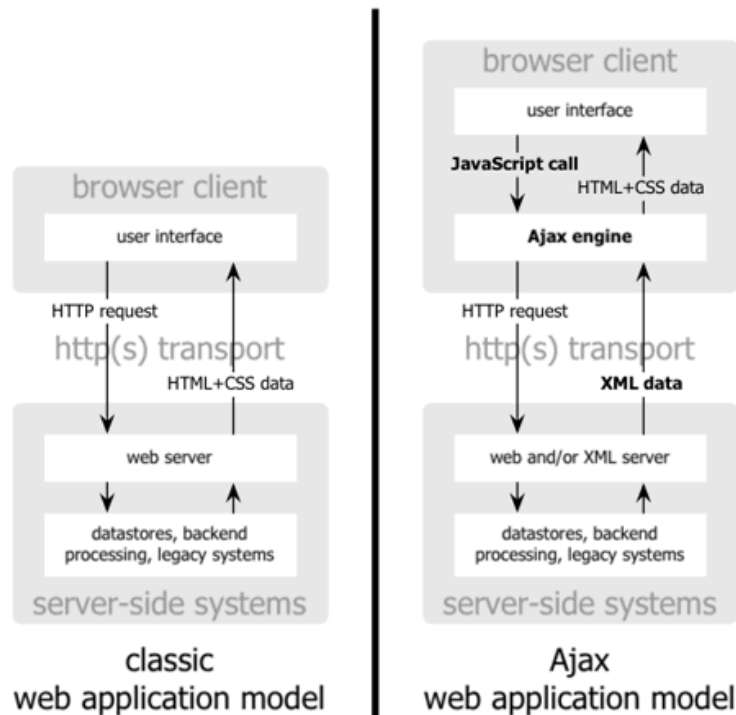 browser client
user interface
HTTP request
http(s) transport
HTML+CSS data
web server
datastores, backend
processing, legacy systems
server-side systems
classic
web application model
browser client
user interface
JavaScript call
HTML+CSS data
Ajax engine
HTTP request
http(s) transport
XML data
web and/or XML server
datastores, backend
processing, legacy systems
server-side systems
Ajax
web application model